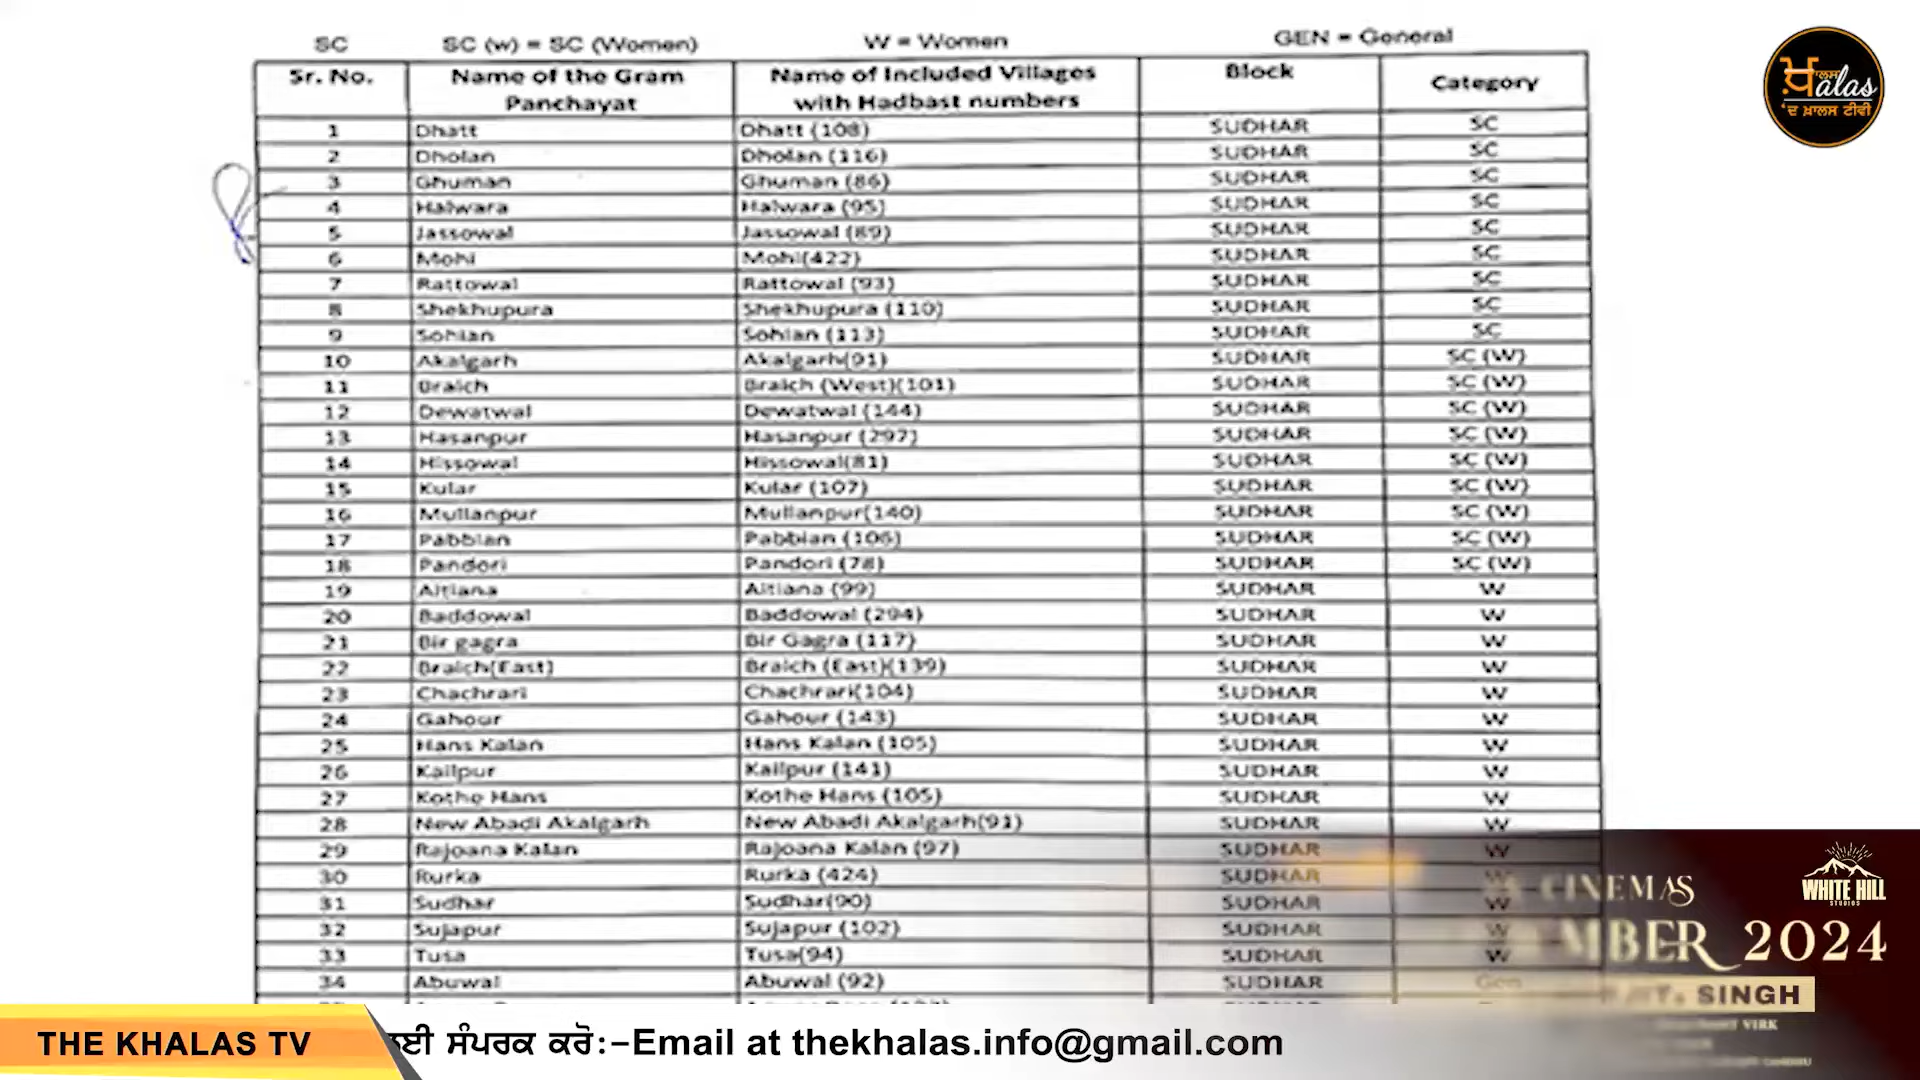 SC SC (w) = SC (Women) W = Women GEN = General
Sr. No. Name of the Gram Panchayat Name of Included Villages with Hadbast numbers Block Category
1 Dhatt Dhatt (108) SUDHAR SC
2 Dholan Dholan (116) SUDHAR SC
3 Ghuman Ghuman (86) SUDHAR SC
4 Halwara Halwara (95) SUDHAR SC
5 Jassowal Jassowal (89) SUDHAR SC
6 Mohi Mohi(422) SUDHAR SC
7 Rattowal Rattowal (93) SUDHAR SC
8 Shekhupura Shekhupura (110) SUDHAR SC
9 Sohian Sohian (113) SUDHAR SC
10 Akalgarh Akalgarh(91) SUDHAR SC (W)
11 Braich Braich (West)(101) SUDHAR SC (W)
12 Dewatwal Dewatwal (144) SUDHAR SC (W)
13 Hasanpur Hasanpur (297) SUDHAR SC (W)
14 Hissowal Hissowal(81) SUDHAR SC (W)
15 Kular Kular (107) SUDHAR SC (W)
16 Mullanpur Mullanpur(140) SUDHAR SC (W)
17 Pabbian Pabbian (106) SUDHAR SC (W)
18 Pandori Pandori (78) SUDHAR SC (W)
19 Aitiana Aitiana (99) SUDHAR W
20 Baddowal Baddowal (294) SUDHAR W
21 Bir gagra Bir Gagra (117) SUDHAR W
22 Braich(East) Braich (East)(139) SUDHAR W
23 Chachrari Chachrari(104) SUDHAR W
24 Gahour Gahour (143) SUDHAR W
25 Hans Kalan Hans Kalan (105) SUDHAR W
26 Kailpur Kailpur (141) SUDHAR W
27 Kothe Hans Kothe Hans (105) SUDHAR W
28 New Abadi Akalgarh New Abadi Akalgarh(91) SUDHAR W
29 Rajoana Kalan Rajoana Kalan (97) SUDHAR W
30 Rurka Rurka (424) SUDHAR W
31 Sudhar Sudhar(90) SUDHAR W
32 Sujapur Sujapur (102) SUDHAR W
33 Tusa Tusa(94) SUDHAR W
34 Abuwal Abuwal (92) SUDHAR Gen
ਖਾਲਸ
Khalas
'ਦ ਖ਼ਾਲਸ ਟੀਵੀ
CINEMAS
WHITE HILL
STUDIOS
MBER 2024
SINGH
VIRK
THE KHALAS TV
ਲਈ ਸੰਪਰਕ ਕਰੋ:-Email at thekhalas.info@gmail.com